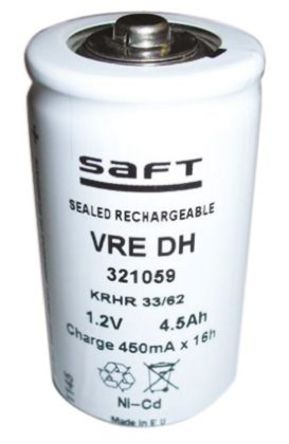 SAFT
SEALED RECHARGEABLE
VRE DH
321059
KRHR 33/62
1.2V 4.5Ah
Charge 450mA x 16h
Ni-Cd
Made in E U